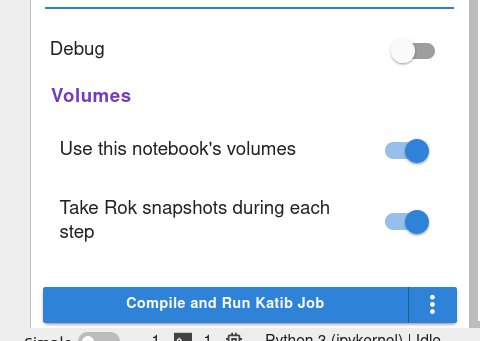 Debug
Volumes
Use this notebook's volumes
Take Rok snapshots during each
step
Compile and Run Katib Job
Simple 1 1 Python 3 (ipykernel) | Idle